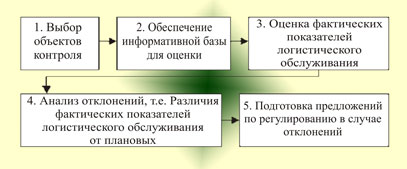 1. Выбор
объектов
контроля
2. Обеспечение
информативной базы
для оценки
3. Оценка фактических
показателей
логистического
обслуживания
4. Анализ отклонений, т.е. Различия
фактических показателей
логистического обслуживания
от плановых
5. Подготовка предложений
по регулированию в случае
отклонений